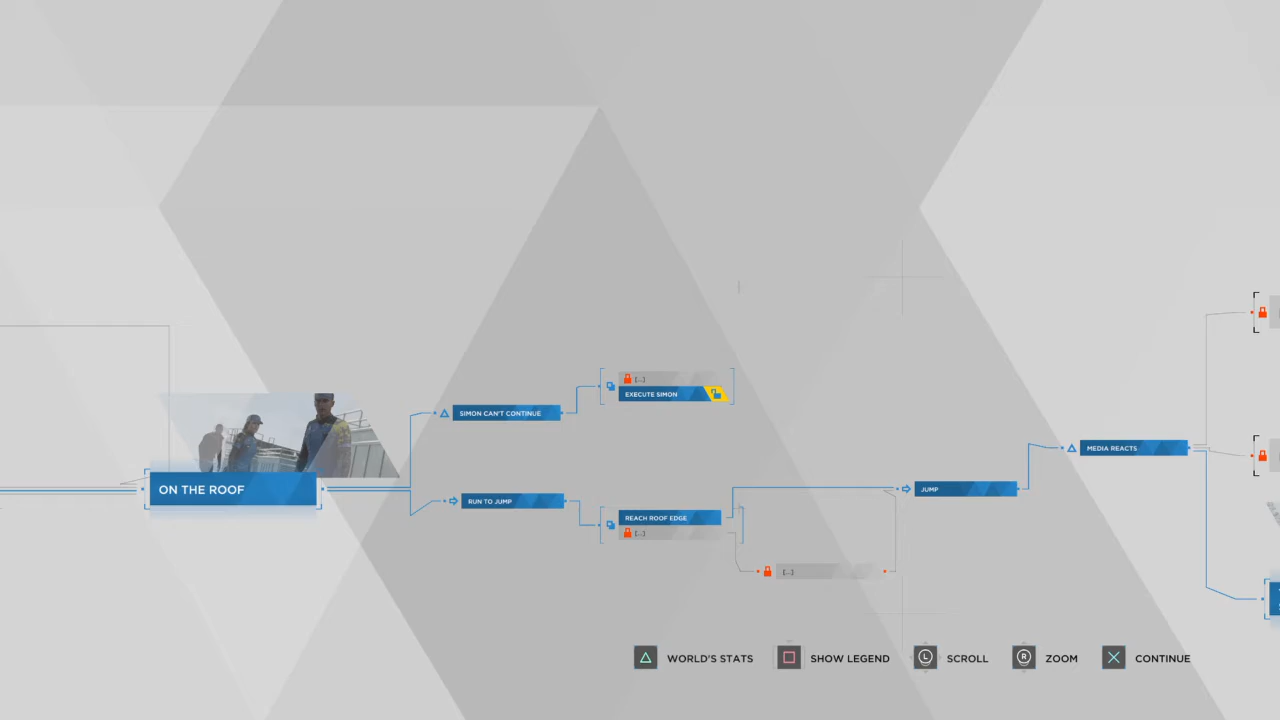 [...]
EXECUTE SIMON
SIMON CAN'T CONTINUE
MEDIA REACTS
ON THE ROOF
JUMP
RUN TO JUMP
REACH ROOF EDGE
[...]
[...]
WORLD'S STATS
SHOW LEGEND
L
SCROLL
R
ZOOM
CONTINUE